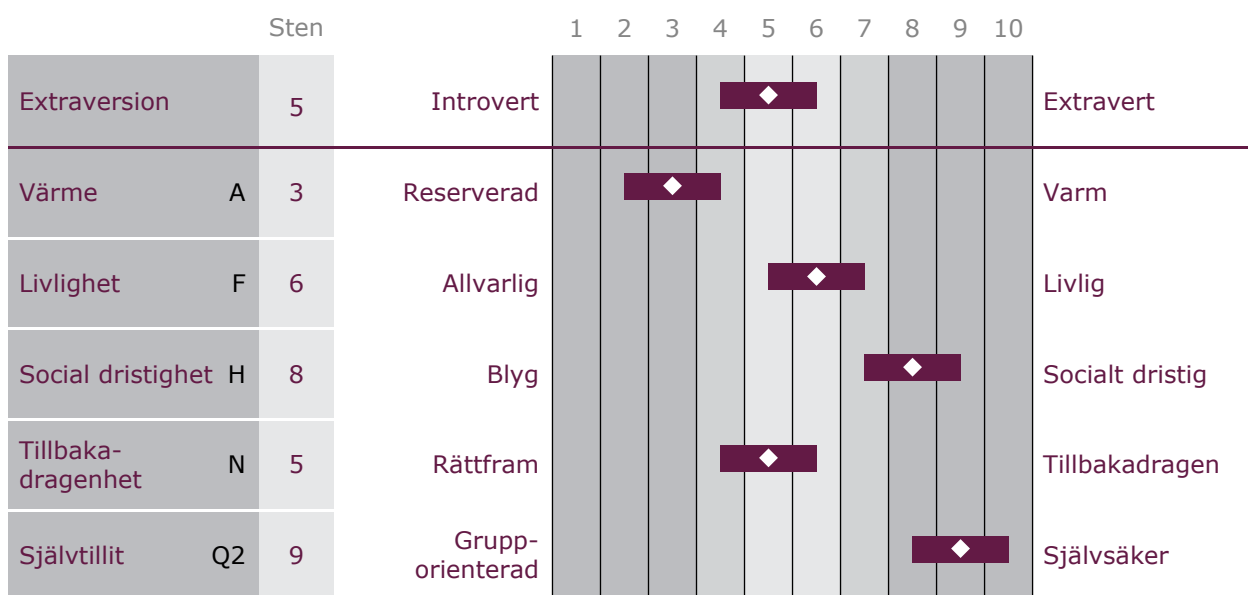 Sten 1 2 3 4 5 6 7 8 9 10
Extraversion 5 Introvert Extravert
Värme A 3 Reserverad Varm
Livlighet F 6 Allvarlig Livlig
Social dristighet H 8 Blyg Socialt dristig
Tillbaka-
dragenhet N 5 Rättfram Tillbakadragen
Självtillit Q2 9 Grupp-
orienterad Självsäker